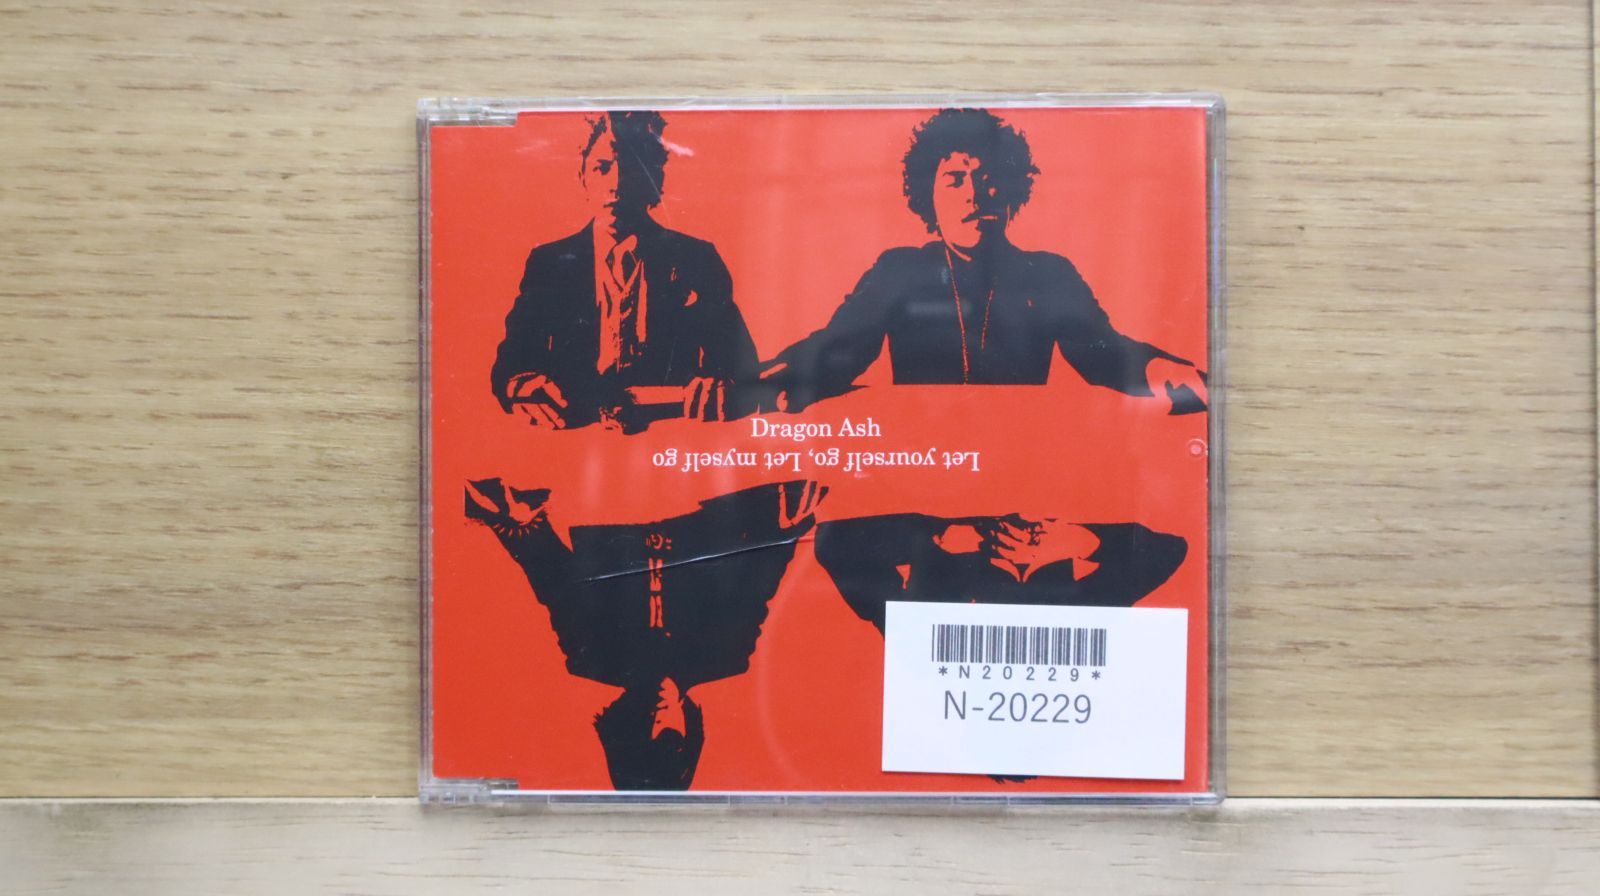 Dragon Ash
Let yourself go, Let myself go
*N20229*
N-20229